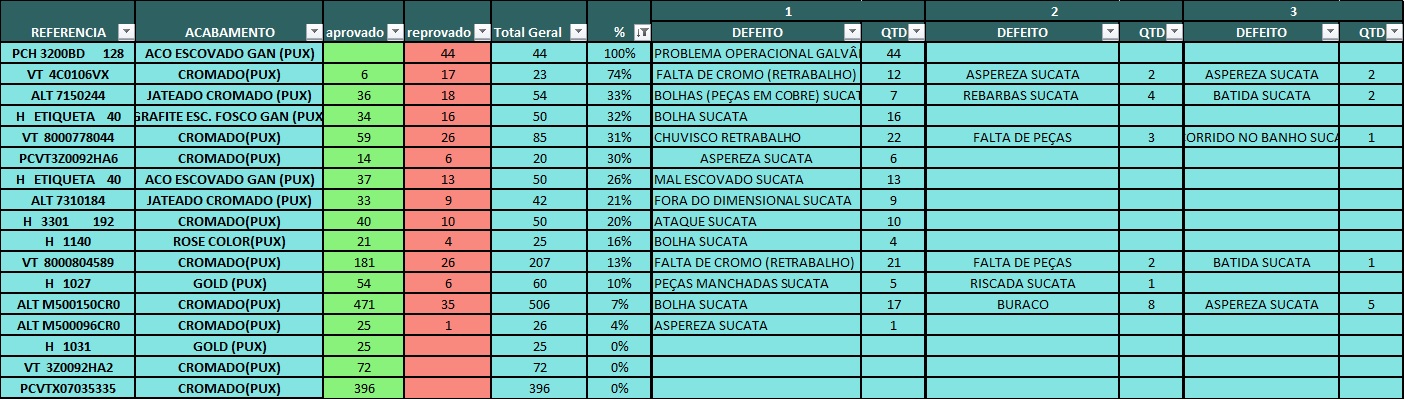 1 2 3
REFERENCIA ACABAMENTO aprovado reprovado Total Geral % DEFEITO QTD DEFEITO QTD DEFEITO QTD
PCH 3200BD 128 ACO ESCOVADO GAN (PUX) 44 44 100% PROBLEMA OPERACIONAL GALVÂ 44
VT 4C0106VX CROMADO(PUX) 6 17 23 74% FALTA DE CROMO (RETRABALHO) 12 ASPEREZA SUCATA 2 ASPEREZA SUCATA 2
ALT 7150244 JATEADO CROMADO (PUX) 36 18 54 33% BOLHAS (PEÇAS EM COBRE) SUCAT 7 REBARBAS SUCATA 4 BATIDA SUCATA 2
H ETIQUETA 40 GRAFITE ESC. FOSCO GAN (PUX 34 16 50 32% BOLHA SUCATA 16
VT 8000778044 CROMADO(PUX) 59 26 85 31% CHUVISCO RETRABALHO 22 FALTA DE PEÇAS 3 ORRIDO NO BANHO SUCA 1
PCVT3Z0092HA6 CROMADO(PUX) 14 6 20 30% ASPEREZA SUCATA 6
H ETIQUETA 40 ACO ESCOVADO GAN (PUX) 37 13 50 26% MAL ESCOVADO SUCATA 13
ALT 7310184 JATEADO CROMADO (PUX) 33 9 42 21% FORA DO DIMENSIONAL SUCATA 9
H 3301 192 CROMADO(PUX) 40 10 50 20% ATAQUE SUCATA 10
H 1140 ROSE COLOR(PUX) 21 4 25 16% BOLHA SUCATA 4
VT 8000804589 CROMADO(PUX) 181 26 207 13% FALTA DE CROMO (RETRABALHO) 21 FALTA DE PEÇAS 2 BATIDA SUCATA 1
H 1027 GOLD (PUX) 54 6 60 10% PEÇAS MANCHADAS SUCATA 5 RISCADA SUCATA 1
ALT M500150CR0 CROMADO(PUX) 471 35 506 7% BOLHA SUCATA 17 BURACO 8 ASPEREZA SUCATA 5
ALT M500096CR0 CROMADO(PUX) 25 1 26 4% ASPEREZA SUCATA 1
H 1031 GOLD (PUX) 25 25 0%
VT 3Z0092HA2 CROMADO(PUX) 72 72 0%
PCVTX07035335 CROMADO(PUX) 396 396 0%